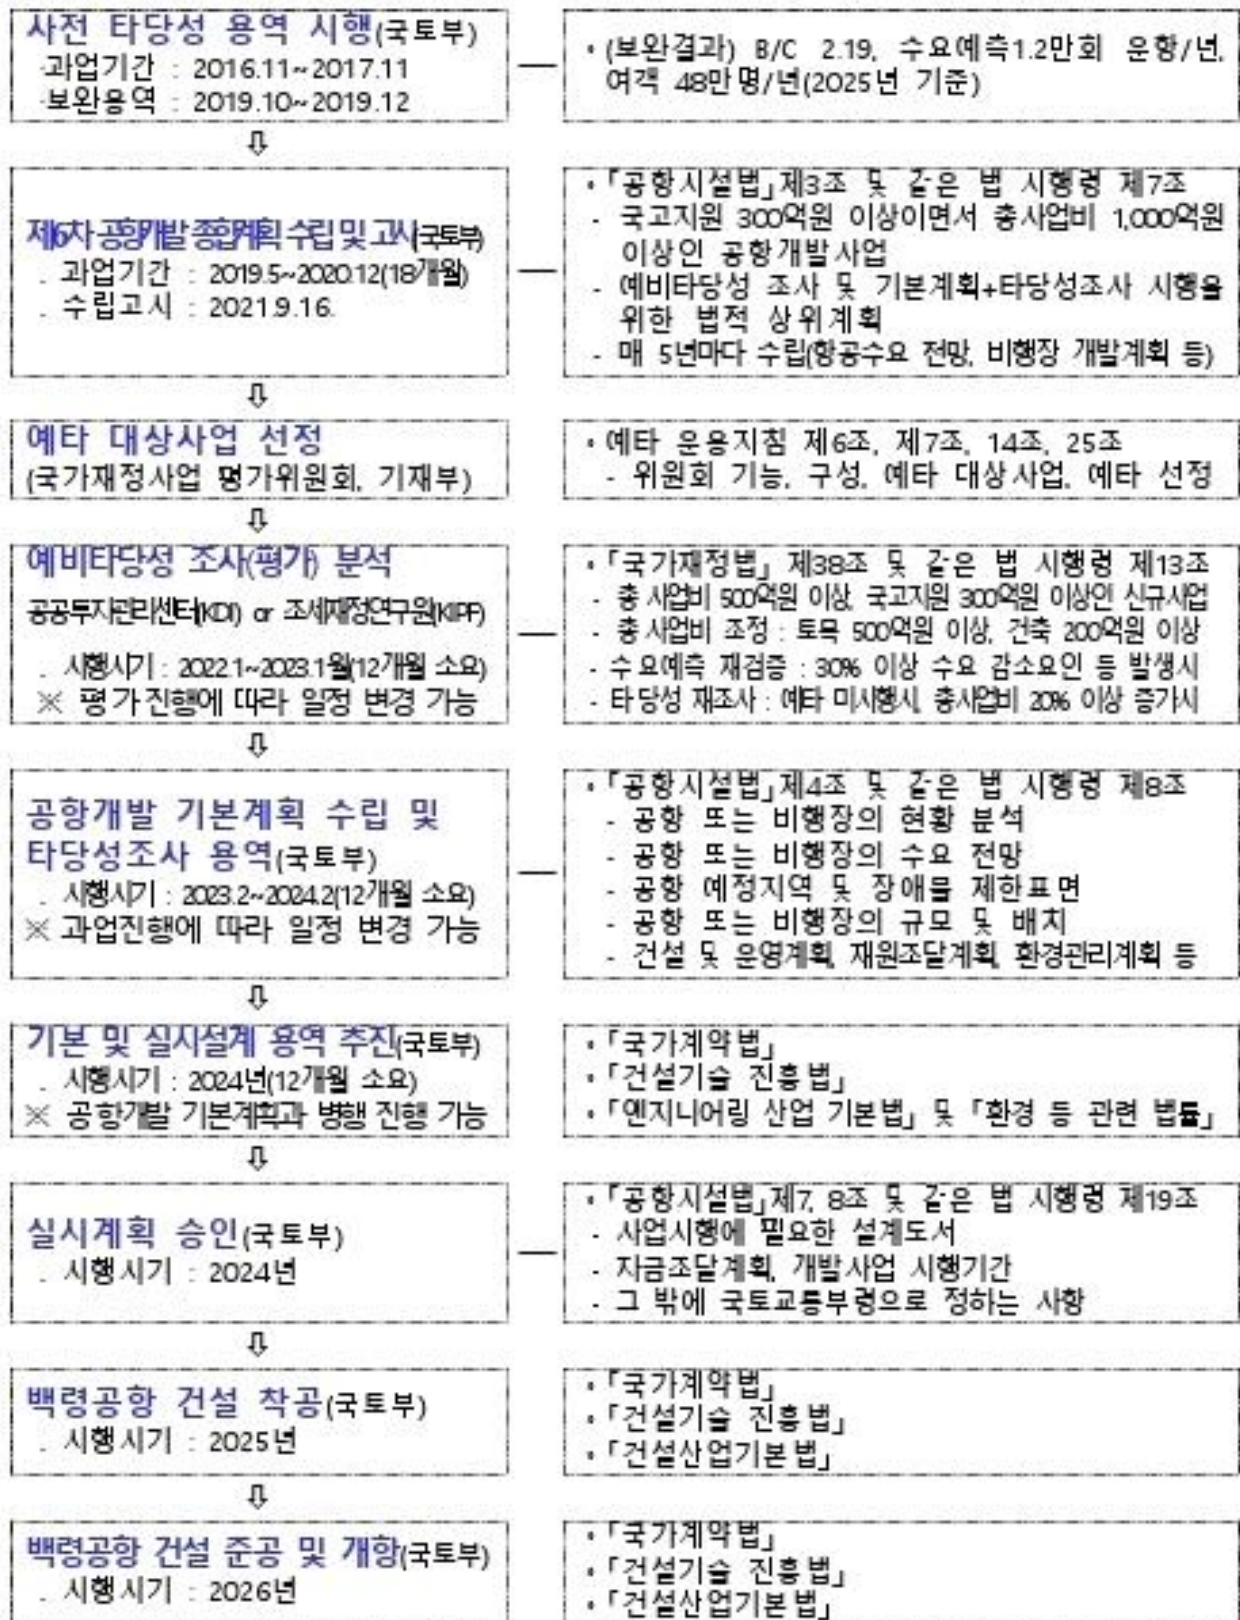 사전 타당성 용역 시행(국토부)
·과업기간 : 2016.11~2017.11
·보완용역 : 2019.10~2019.12
• (보완결과) B/C 2.19, 수요예측1.2만회 운항/년,
여객 48만명/년(2025년 기준)
⇩
제6차 공항개발 종합계획 수립 및 고시(국토부)
. 과업기간 : 2019.5~2020.12(18개월)
. 수립고시 : 2021.9.16.
•「공항시설법」제3조 및 같은 법 시행령 제7조
- 국고지원 300억원 이상이면서 총사업비 1,000억원
이상인 공항개발사업
- 예비타당성 조사 및 기본계획+타당성조사 시행을
위한 법적 상위계획
- 매 5년마다 수립(항공수요 전망, 비행장 개발계획 등)
⇩
예타 대상사업 선정
(국가재정사업 평가위원회, 기재부)
• 예타 운용지침 제6조, 제7조, 14조, 25조
- 위원회 기능, 구성, 예타 대상사업, 예타 선정
⇩
예비타당성 조사(평가) 분석
공공투자관리센터(KDI) or 조세재정연구원(KIPF)
. 시행시기 : 2022.1~2023.1월(12개월 소요)
※ 평가진행에 따라 일정 변경 가능
•「국가재정법」 제38조 및 같은 법 시행령 제13조
- 총 사업비 500억원 이상, 국고지원 300억원 이상인 신규사업
- 총 사업비 조정 : 토목 500억원 이상, 건축 200억원 이상
- 수요예측 재검증 : 30% 이상 수요 감소요인 등 발생시
- 타당성 재조사 : 예타 미시행시, 총사업비 20% 이상 증가시
⇩
공항개발 기본계획 수립 및
타당성조사 용역(국토부)
. 시행시기 : 2023.2~2024.2(12개월 소요)
※ 과업진행에 따라 일정 변경 가능
•「공항시설법」제4조 및 같은 법 시행령 제8조
- 공항 또는 비행장의 현황 분석
- 공항 또는 비행장의 수요 전망
- 공항 예정지역 및 장애물 제한표면
- 공항 또는 비행장의 규모 및 배치
- 건설 및 운영계획, 재원조달계획, 환경관리계획 등
⇩
기본 및 실시설계 용역 추진(국토부)
. 시행시기 : 2024년(12개월 소요)
※ 공항개발 기본계획과 병행 진행 가능
•「국가계약법」
•「건설기술 진흥법」
•「엔지니어링 산업 기본법」 및 「환경 등 관련 법률」
⇩
실시계획 승인(국토부)
. 시행시기 : 2024년
•「공항시설법」제7, 8조 및 같은 법 시행령 제19조
- 사업시행에 필요한 설계도서
- 자금조달계획, 개발사업 시행기간
- 그 밖에 국토교통부령으로 정하는 사항
⇩
백령공항 건설 착공(국토부)
. 시행시기 : 2025년
•「국가계약법」
•「건설기술 진흥법」
•「건설산업기본법」
⇩
백령공항 건설 준공 및 개항(국토부)
. 시행시기 : 2026년
•「국가계약법」
•「건설기술 진흥법」
•「건설산업기본법」